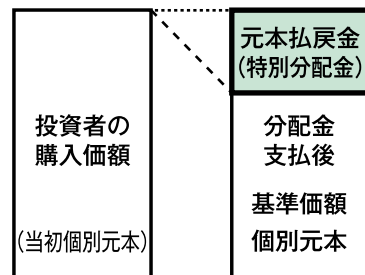 投資者の
購入価額
(当初個別元本)
元本払戻金
(特別分配金)
分配金
支払後
基準価額
個別元本